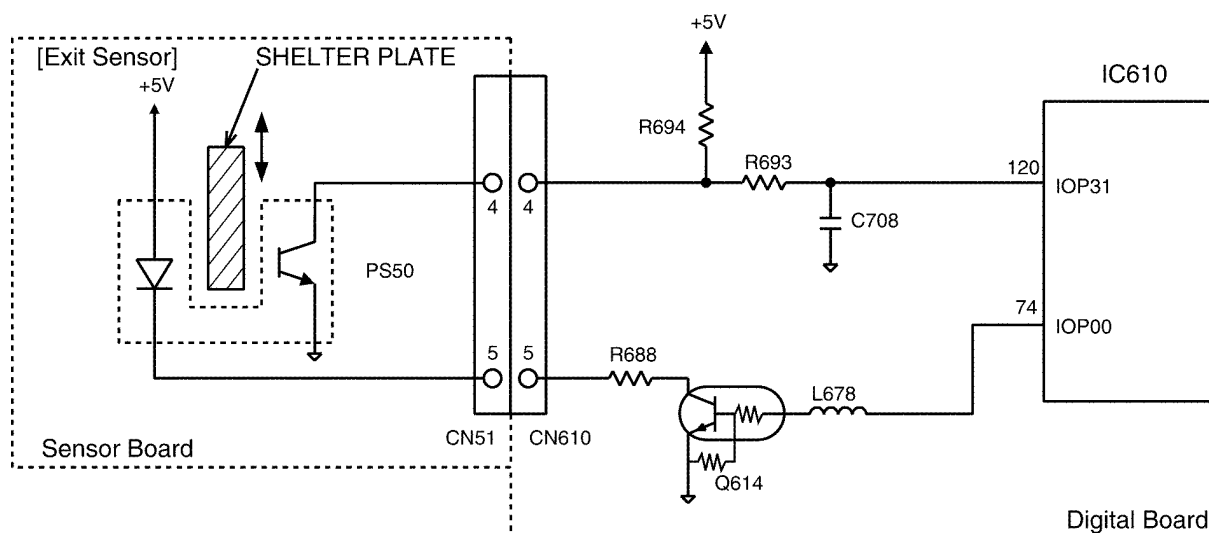 +5V
IC610
[Exit Sensor]
SHELTER PLATE
+5V
R694
R693
120
IOP31
4
4
C708
PS50
74
IOP00
5
5
R688
L678
CN51
CN610
Sensor Board
Q614
Digital Board